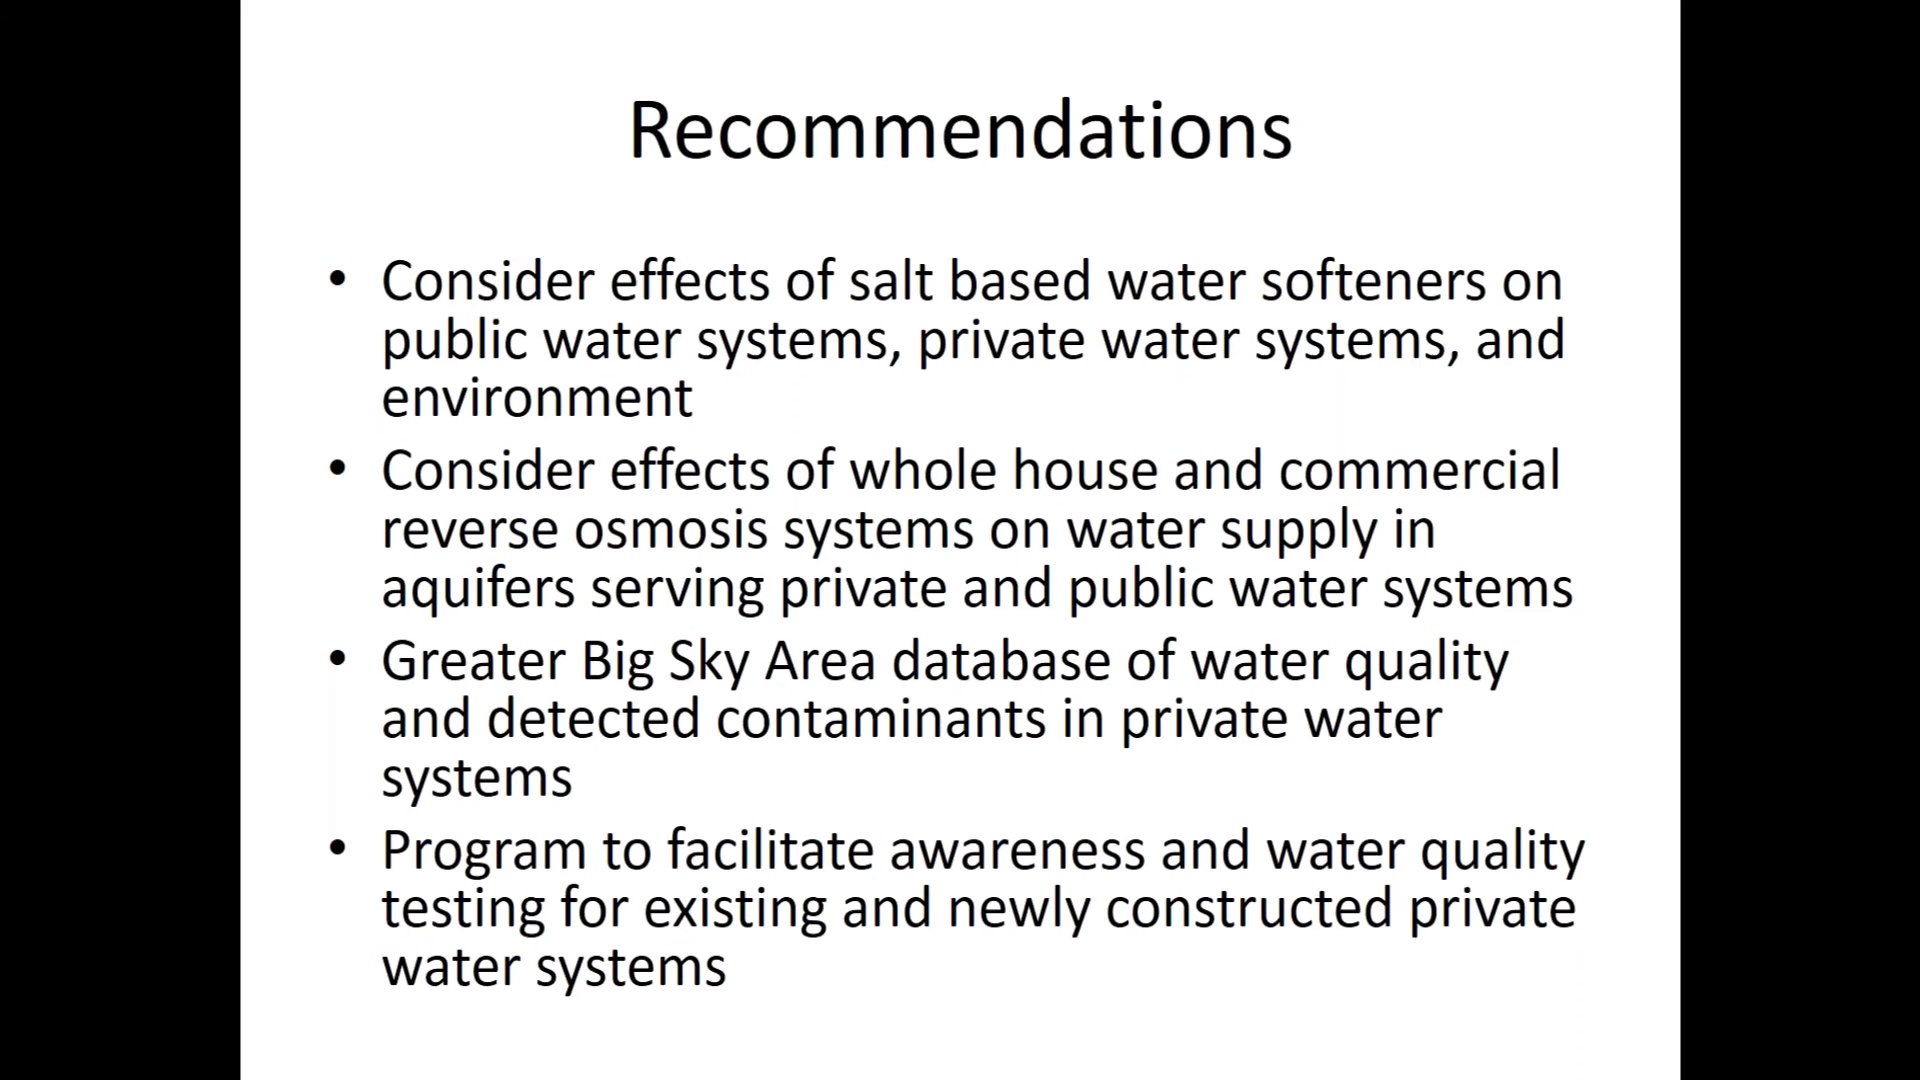 Recommendations
• Consider effects of salt based water softeners on
public water systems, private water systems, and
environment
• Consider effects of whole house and commercial
reverse osmosis systems on water supply in
aquifers serving private and public water systems
• Greater Big Sky Area database of water quality
and detected contaminants in private water
systems
• Program to facilitate awareness and water quality
testing for existing and newly constructed private
water systems